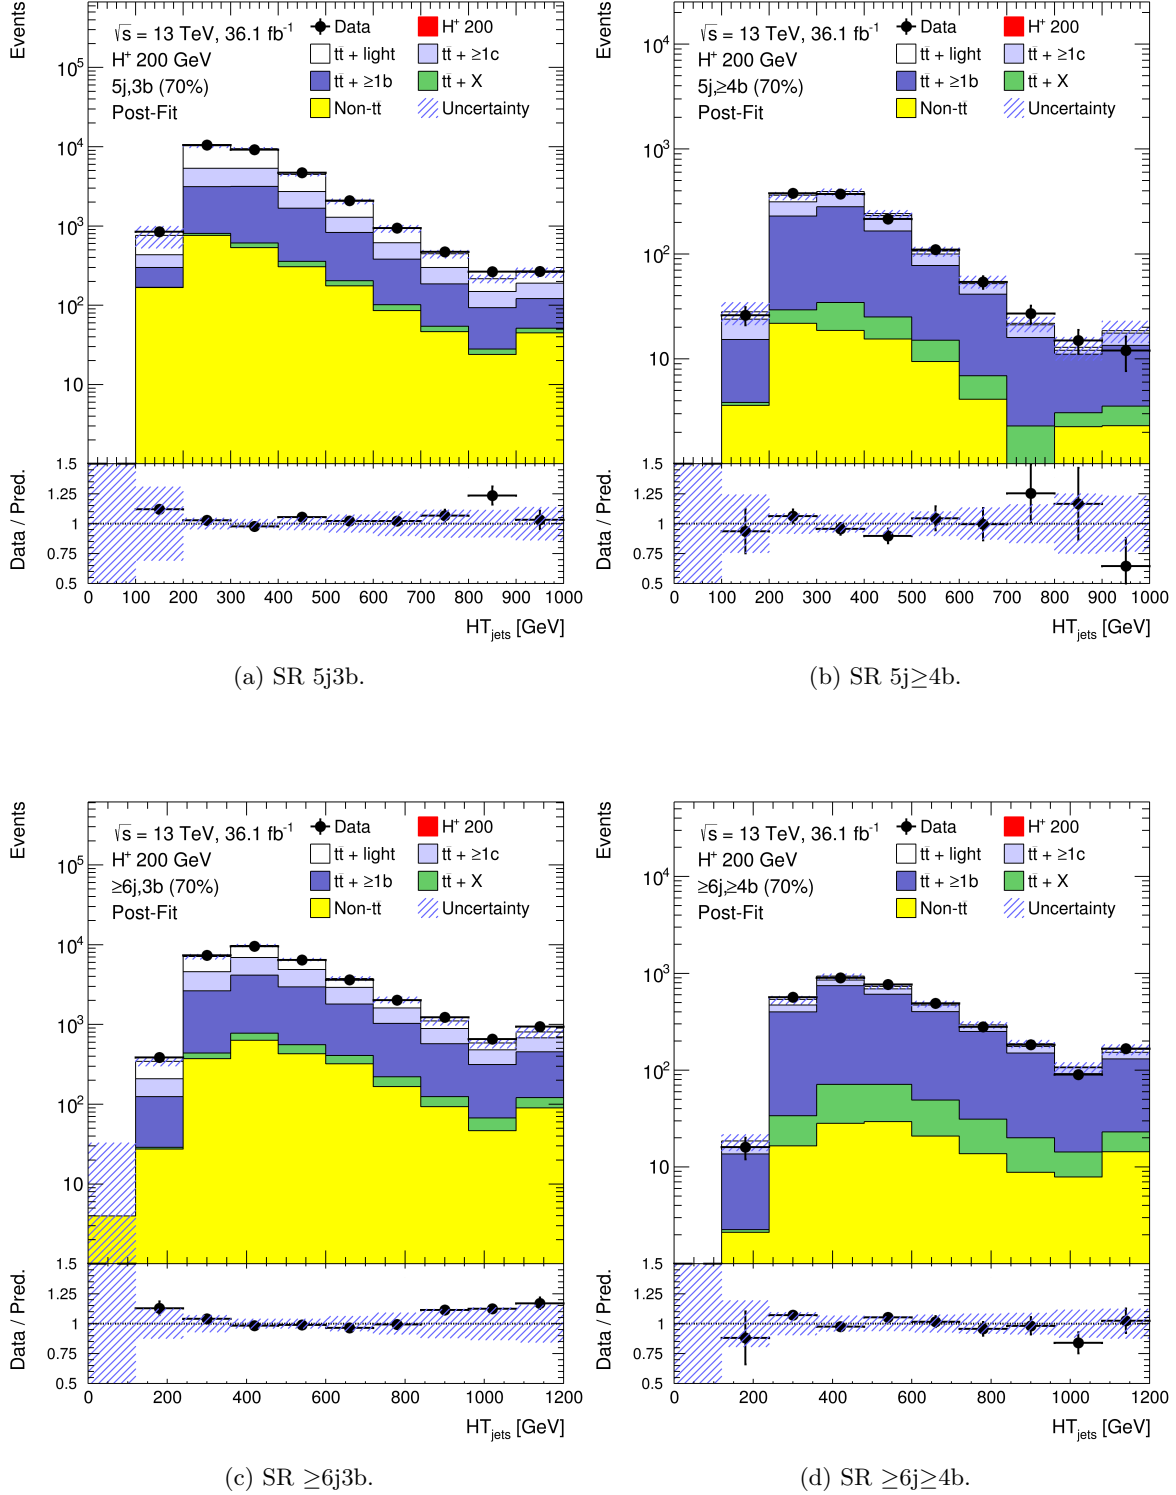 Events
√s = 13 TeV, 36.1 fb⁻¹
H⁺ 200 GeV
5j,3b (70%)
Post-Fit
Data
H⁺ 200
tt̄ + light
tt̄ + ≥1c
tt̄ + ≥1b
tt̄ + X
Non-tt̄
Uncertainty
10⁵
10⁴
10³
10²
10
Data / Pred.
1.5
1.25
1
0.75
0.5
0 100 200 300 400 500 600 700 800 900 1000
HT_jets [GeV]
(a) SR 5j3b.
Events
√s = 13 TeV, 36.1 fb⁻¹
H⁺ 200 GeV
5j,≥4b (70%)
Post-Fit
Data
H⁺ 200
tt̄ + light
tt̄ + ≥1c
tt̄ + ≥1b
tt̄ + X
Non-tt̄
Uncertainty
10⁴
10³
10²
10
Data / Pred.
1.5
1.25
1
0.75
0.5
0 100 200 300 400 500 600 700 800 900 1000
HT_jets [GeV]
(b) SR 5j≥4b.
Events
√s = 13 TeV, 36.1 fb⁻¹
H⁺ 200 GeV
≥6j,3b (70%)
Post-Fit
Data
H⁺ 200
tt̄ + light
tt̄ + ≥1c
tt̄ + ≥1b
tt̄ + X
Non-tt̄
Uncertainty
10⁵
10⁴
10³
10²
10
Data / Pred.
1.5
1.25
1
0.75
0.5
0 200 400 600 800 1000 1200
HT_jets [GeV]
(c) SR ≥6j3b.
Events
√s = 13 TeV, 36.1 fb⁻¹
H⁺ 200 GeV
≥6j,≥4b (70%)
Post-Fit
Data
H⁺ 200
tt̄ + light
tt̄ + ≥1c
tt̄ + ≥1b
tt̄ + X
Non-tt̄
Uncertainty
10⁴
10³
10²
10
Data / Pred.
1.5
1.25
1
0.75
0.5
0 200 400 600 800 1000 1200
HT_jets [GeV]
(d) SR ≥6j≥4b.